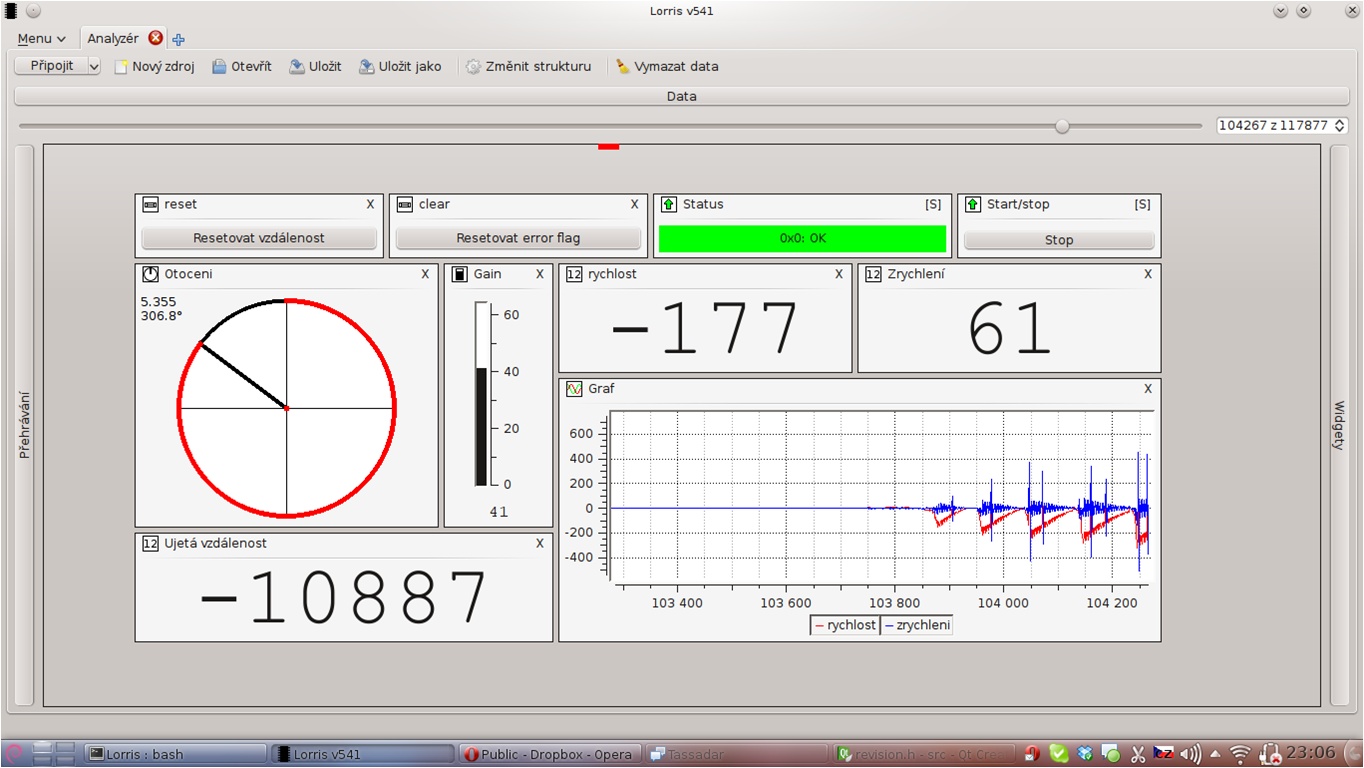 Lorris v541
Menu
Analyzér
Připojit
Nový zdroj
Otevřít
Uložit
Uložit jako
Změnit strukturu
Vymazat data
Data
104267 z 117877
Přehrávání
Widgety
reset X
Resetovat vzdálenost
clear X
Resetovat error flag
Status [S]
0x0: OK
Start/stop [S]
Stop
Otoceni X
5.355
306.8°
Gain X
60
40
20
0
41
12 rychlost X
-177
12 Zrychlení X
61
Graf X
600
400
200
0
-200
-400
103 400 103 600 103 800 104 000 104 200
rychlost zrychleni
12 Ujetá vzdálenost X
-10887
Lorris : bash
Lorris v541
Public - Dropbox - Opera
Tassadar
revision.h - src - Qt Cre
CZ
23:06